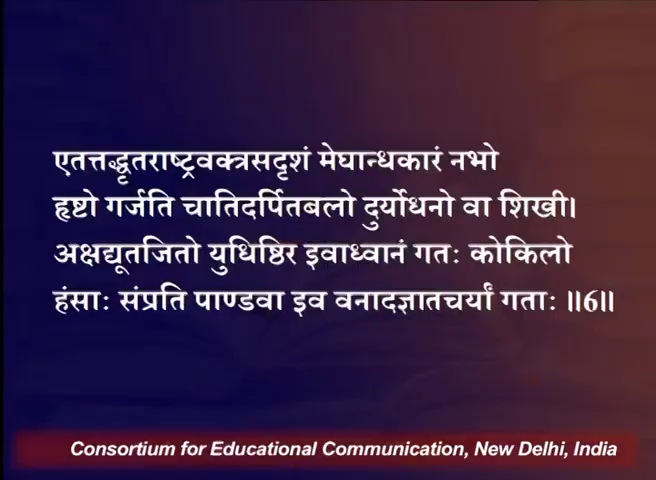 एतत्तद्धृतराष्ट्रवक्त्रसदृशं मेघान्धकारं नभो
हृष्टो गर्जति चातिदर्पितबलो दुर्योधनो वा शिखी।
अक्षद्यूतजितो युधिष्ठिर इवाध्वानं गतः कोकिलो
हंसाः संप्रति पाण्डवा इव वनादज्ञातचर्यां गताः ॥6॥
Consortium for Educational Communication, New Delhi, India